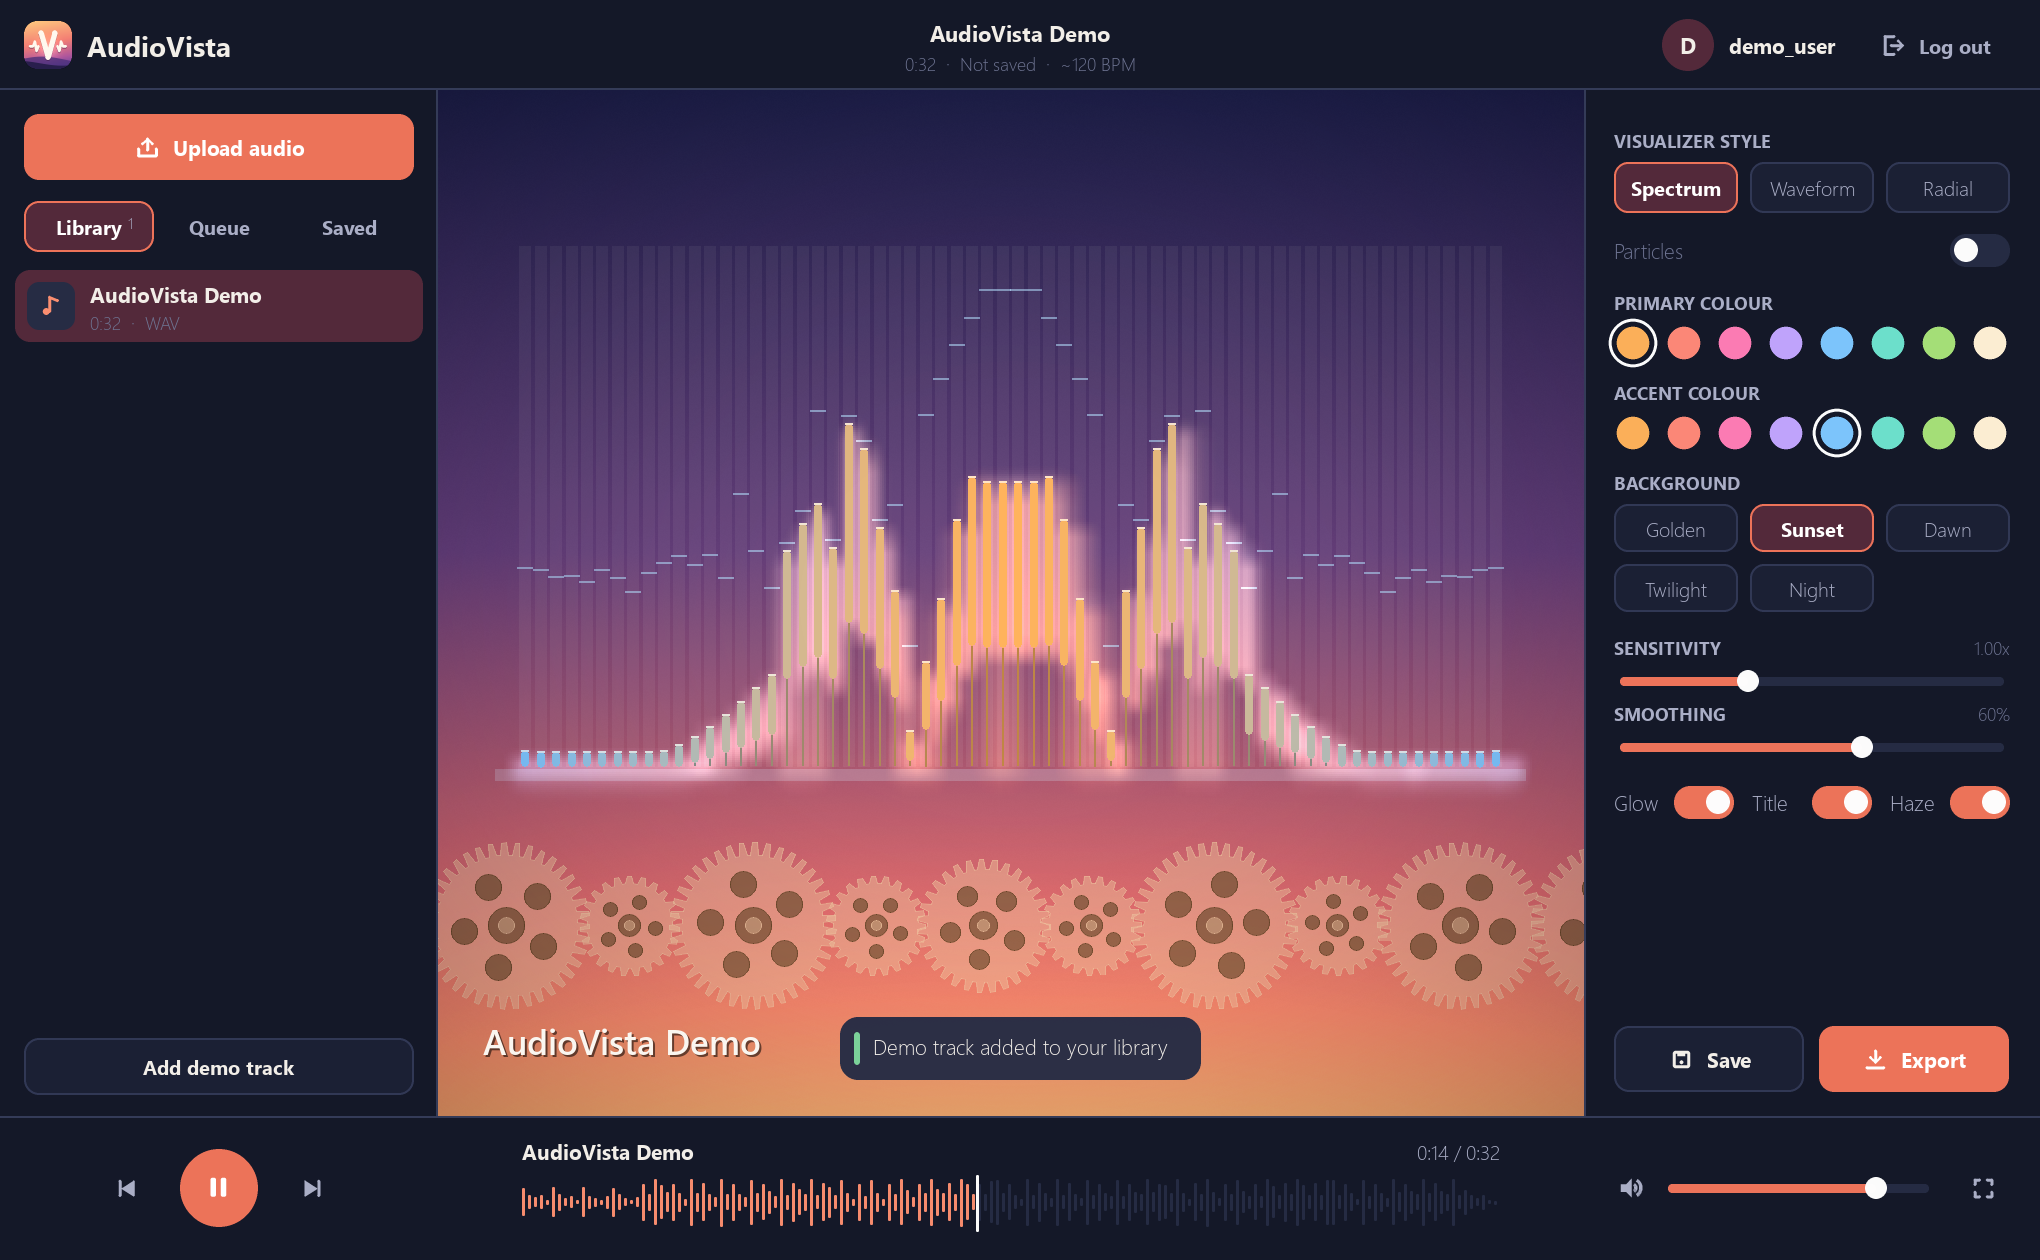 AudioVista
AudioVista Demo
0:32 · Not saved · ~120 BPM
D
demo_user
Log out
Upload audio
Library 1
Queue
Saved
AudioVista Demo
0:32 · WAV
Add demo track
AudioVista Demo
Demo track added to your library
VISUALIZER STYLE
Spectrum
Waveform
Radial
Particles
PRIMARY COLOUR
ACCENT COLOUR
BACKGROUND
Golden
Sunset
Dawn
Twilight
Night
SENSITIVITY
1.00x
SMOOTHING
60%
Glow
Title
Haze
Save
Export
AudioVista Demo
0:14 / 0:32